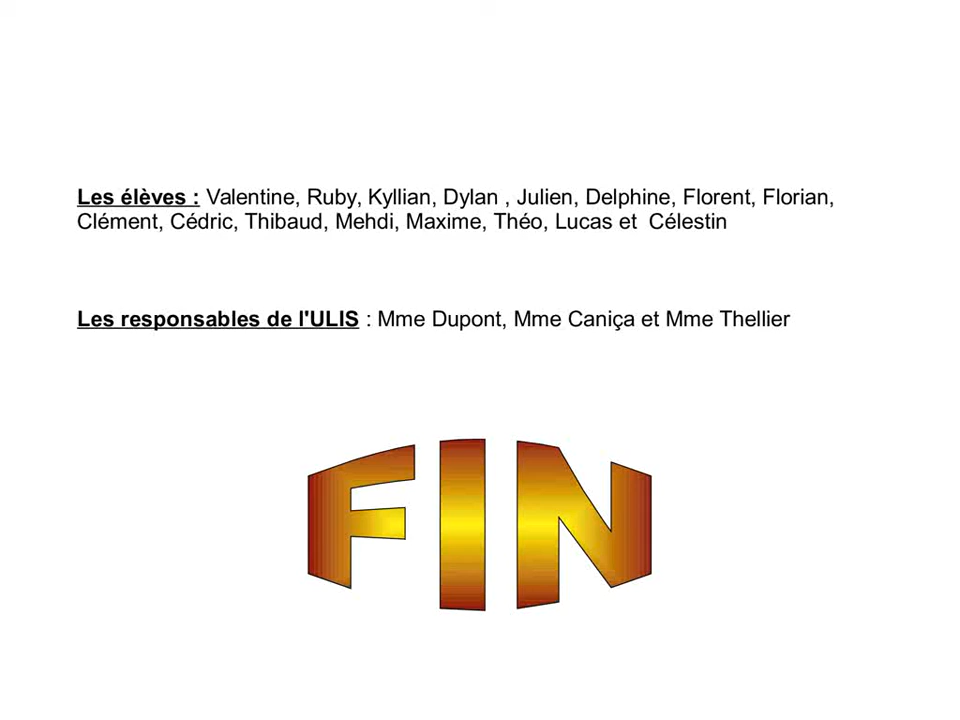 Les élèves : Valentine, Ruby, Kyllian, Dylan , Julien, Delphine, Florent, Florian,
Clément, Cédric, Thibaud, Mehdi, Maxime, Théo, Lucas et  Célestin
Les responsables de l'ULIS : Mme Dupont, Mme Caniça et Mme Thellier
FIN